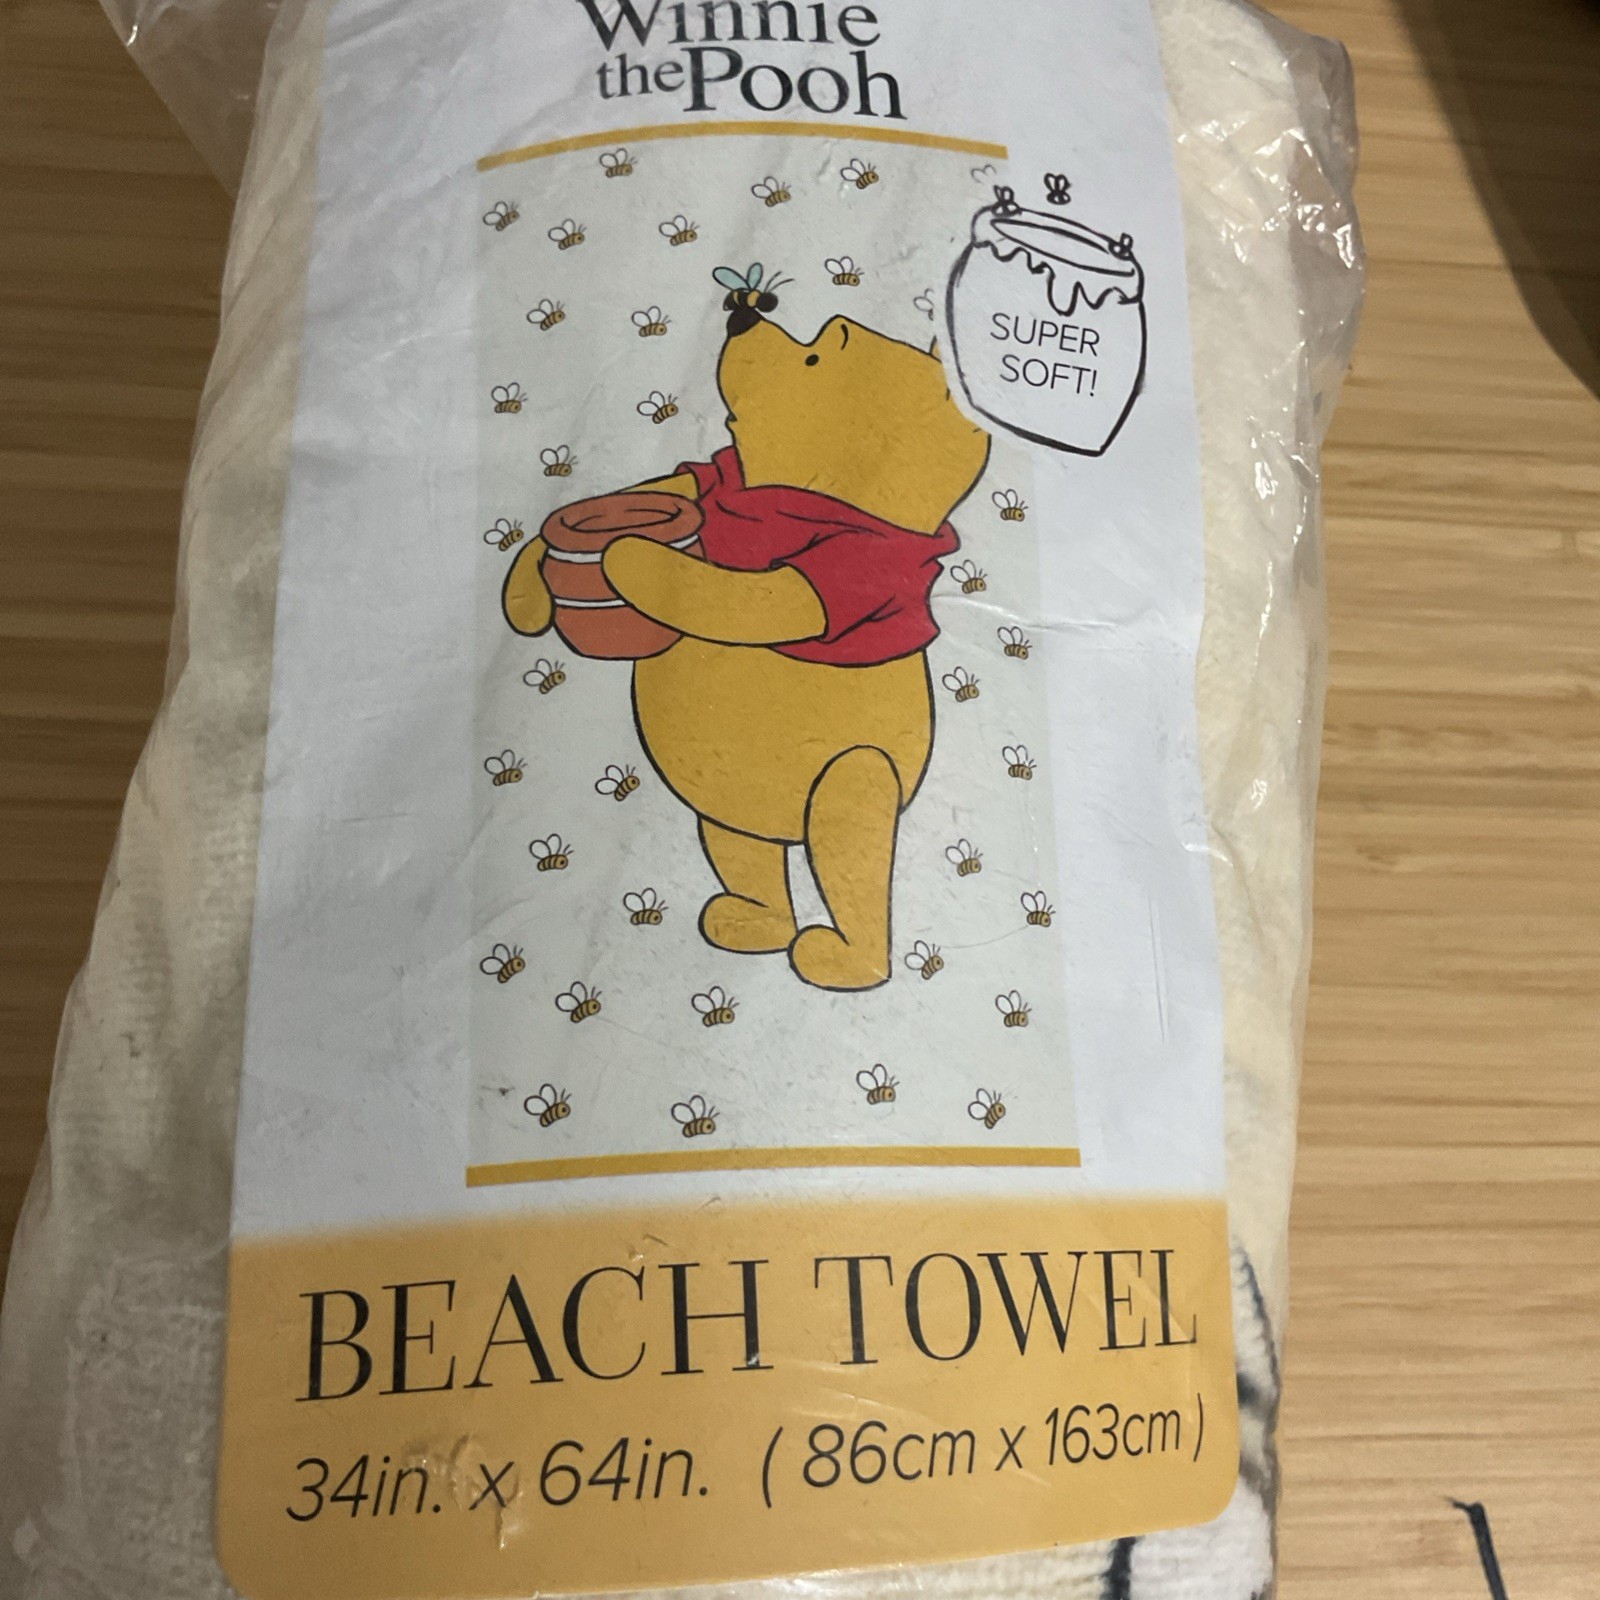 Winnie
the Pooh
SUPER
SOFT!
BEACH TOWEL
34in. x 64in. ( 86cm x 163cm )